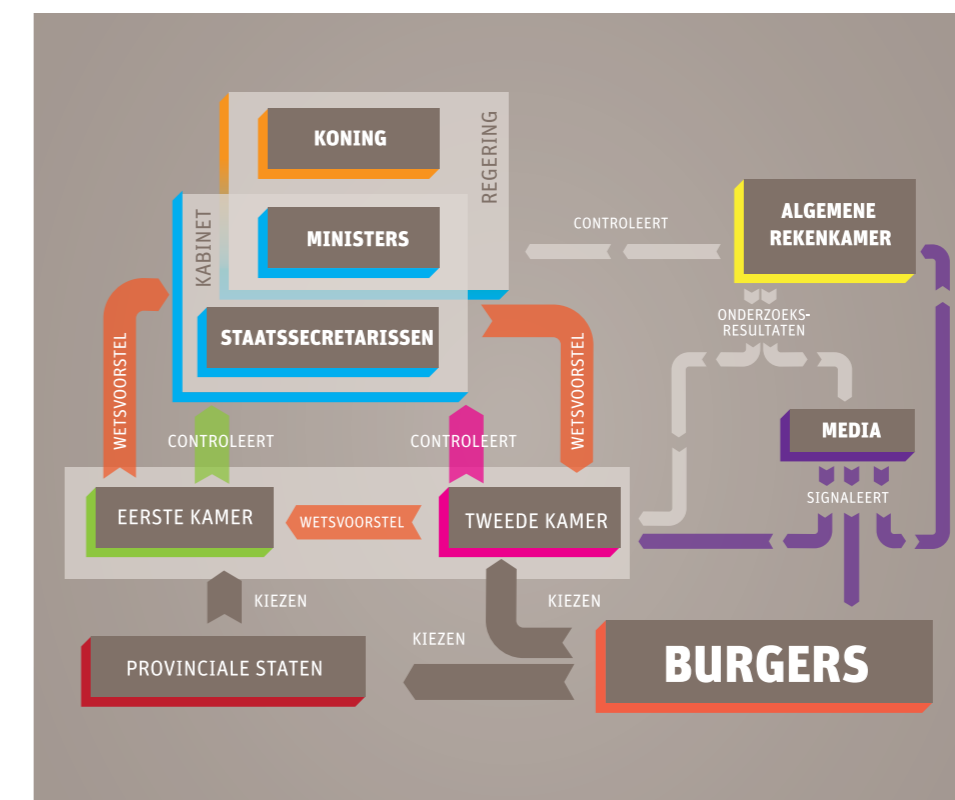 KONING
REGERING
KABINET
MINISTERS
STAATSSECRETARISSEN
CONTROLEERT
ALGEMENE
REKENKAMER
ONDERZOEKS-
RESULTATEN
WETSVOORSTEL
WETSVOORSTEL
MEDIA
CONTROLEERT
CONTROLEERT
SIGNALEERT
EERSTE KAMER
WETSVOORSTEL
TWEEDE KAMER
KIEZEN
KIEZEN
KIEZEN
PROVINCIALE STATEN
BURGERS